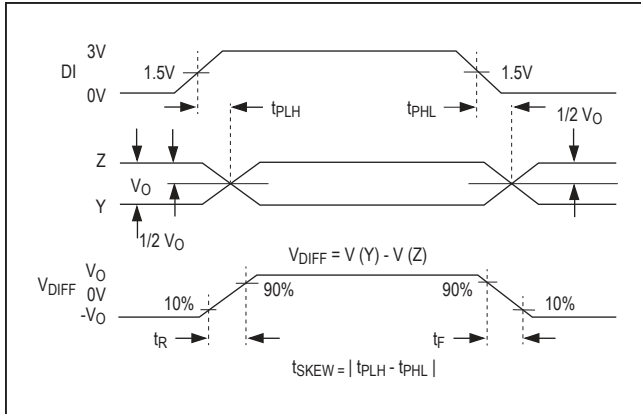 3V
DI
1.5V
1.5V
0V
tPLH
tPHL
1/2 VO
Z
VO
Y
1/2 VO
VDIFF = V (Y) - V (Z)
VO
VDIFF
0V
90%
90%
10%
10%
-VO
tR
tF
tSKEW = | tPLH - tPHL |